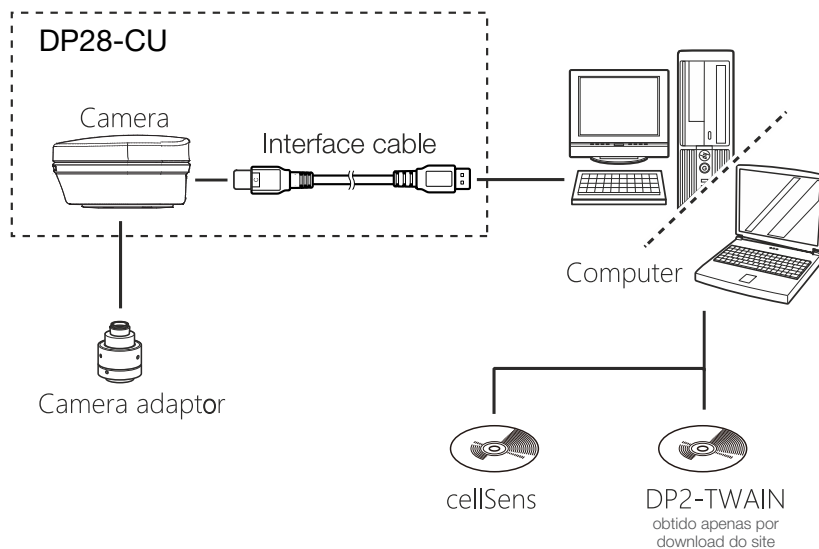 DP28-CU
Camera
Interface cable
Computer
Camera adaptor
cellSens
DP2-TWAIN
obtido apenas por
download do site